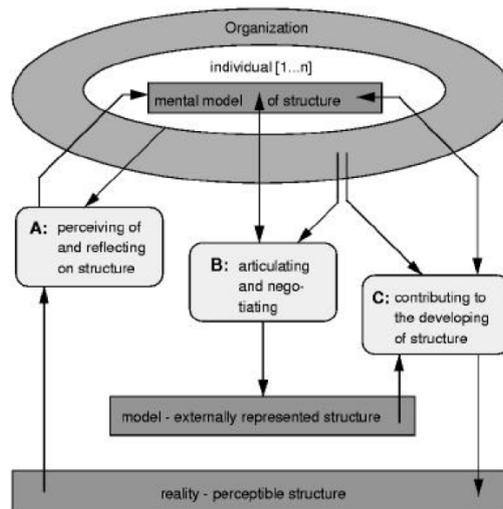 Organization
individual [1...n]
mental model of structure
A: perceiving of
and reflecting
on structure
B: articulating
and nego-
tiating
C: contributing to
the developing
of structure
model - externally represented structure
reality - perceptible structure